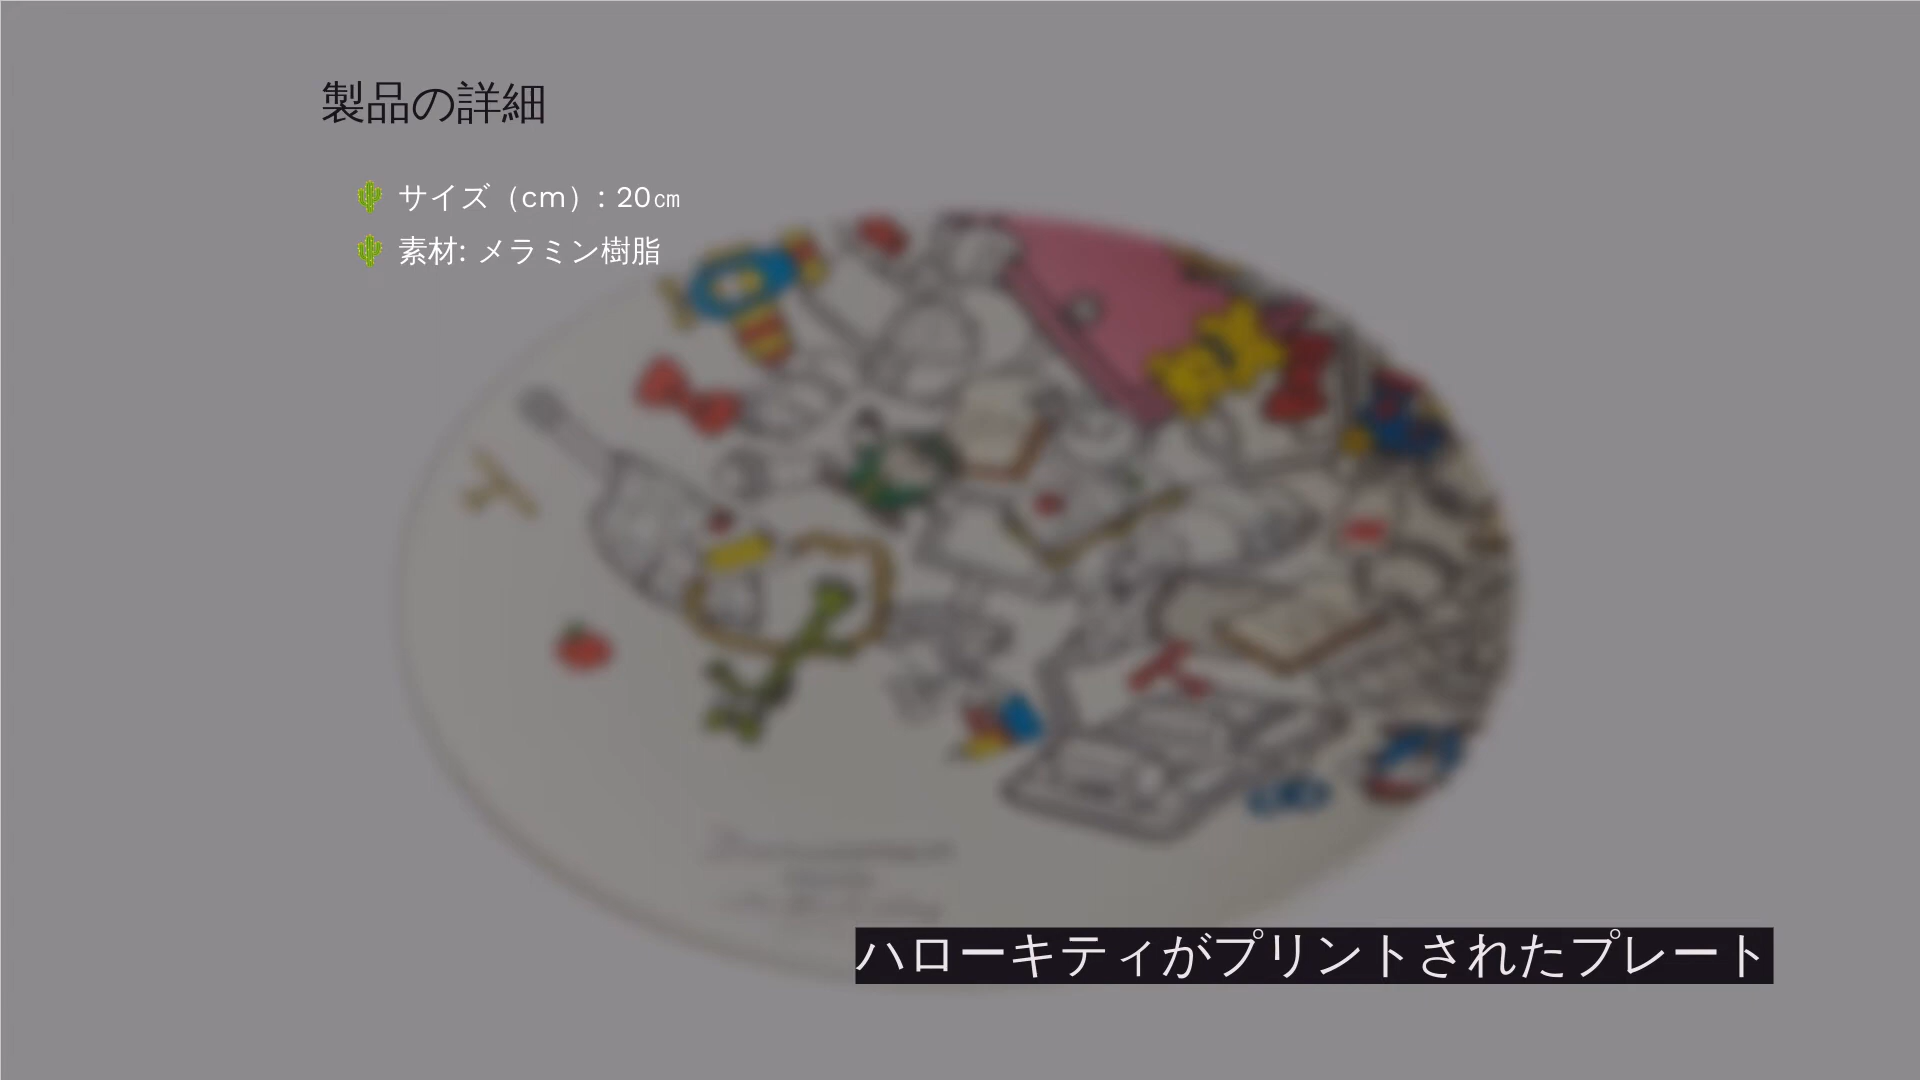 製品の詳細
🌵 サイズ（cm）: 20㎝
🌵 素材: メラミン樹脂
ハローキティがプリントされたプレート